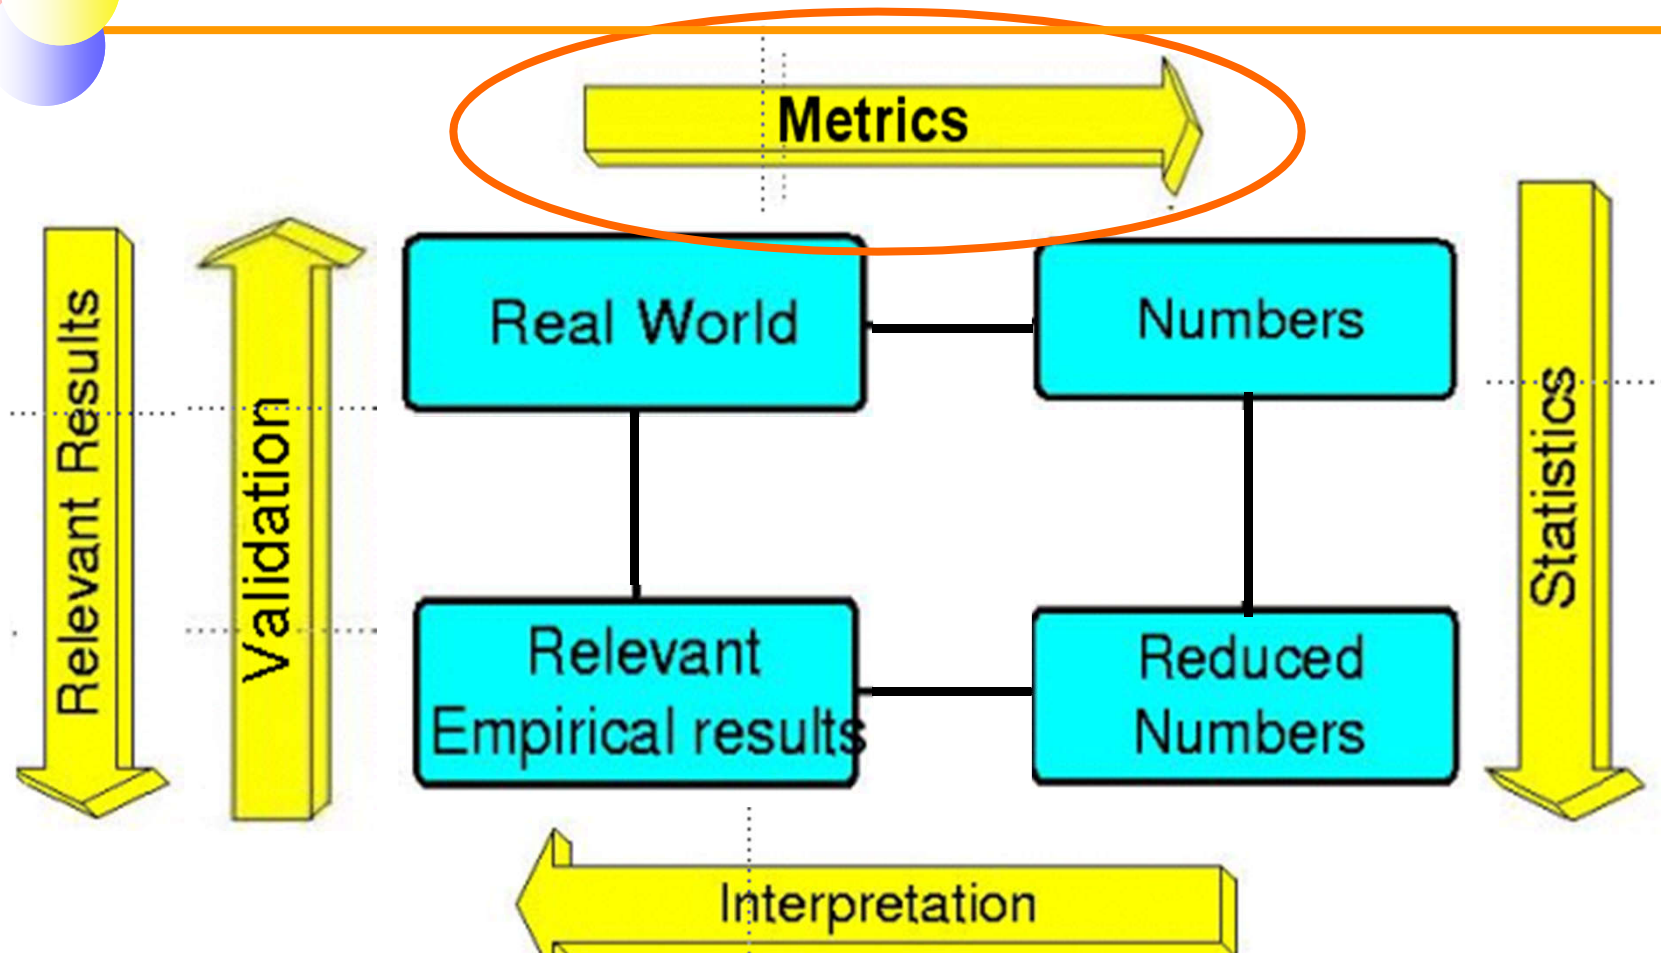 Metrics
Relevant Results
Validation
Real World
Numbers
Statistics
Relevant
Empirical results
Reduced
Numbers
Interpretation